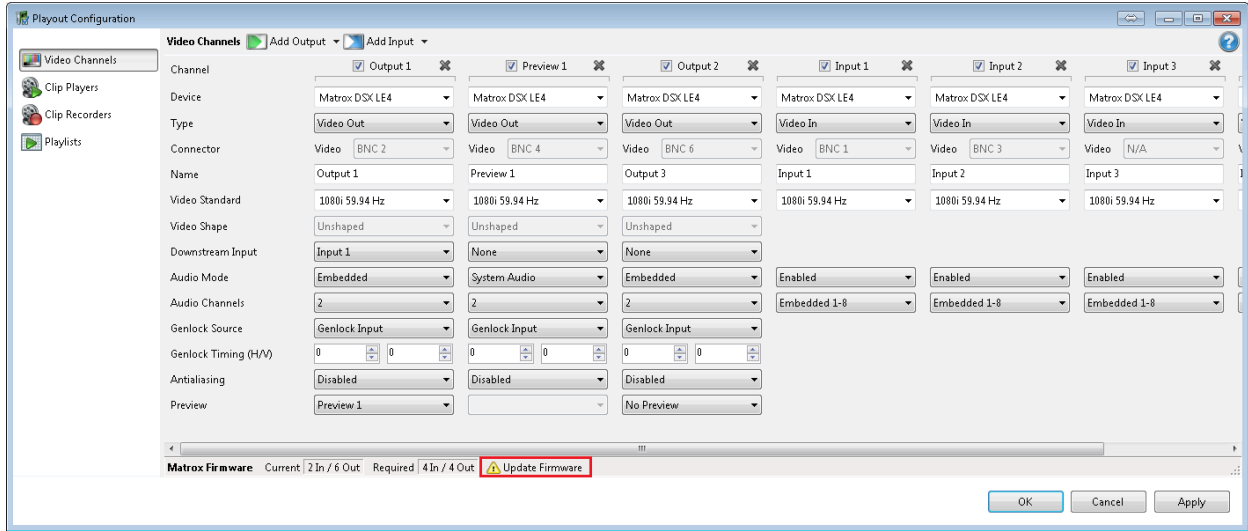 Playout Configuration
Video Channels Add Output Add Input
Video Channels
Clip Players
Clip Recorders
Playlists
Channel Output 1 Preview 1 Output 2 Input 1 Input 2 Input 3
Device Matrox DSX LE4 Matrox DSX LE4 Matrox DSX LE4 Matrox DSX LE4 Matrox DSX LE4 Matrox DSX LE4
Type Video Out Video Out Video Out Video In Video In Video In
Connector Video BNC 2 Video BNC 4 Video BNC 6 Video BNC 1 Video BNC 3 Video N/A
Name Output 1 Preview 1 Output 3 Input 1 Input 2 Input 3
Video Standard 1080i 59.94 Hz 1080i 59.94 Hz 1080i 59.94 Hz 1080i 59.94 Hz 1080i 59.94 Hz 1080i 59.94 Hz
Video Shape Unshaped Unshaped Unshaped
Downstream Input Input 1 None None
Audio Mode Embedded System Audio Embedded Enabled Enabled Enabled
Audio Channels 2 2 2 Embedded 1-8 Embedded 1-8 Embedded 1-8
Genlock Source Genlock Input Genlock Input Genlock Input
Genlock Timing (H/V) 0 0 0 0 0 0
Antialiasing Disabled Disabled Disabled
Preview Preview 1 No Preview
Matrox Firmware Current 2 In / 6 Out Required 4 In / 4 Out Update Firmware
OK Cancel Apply